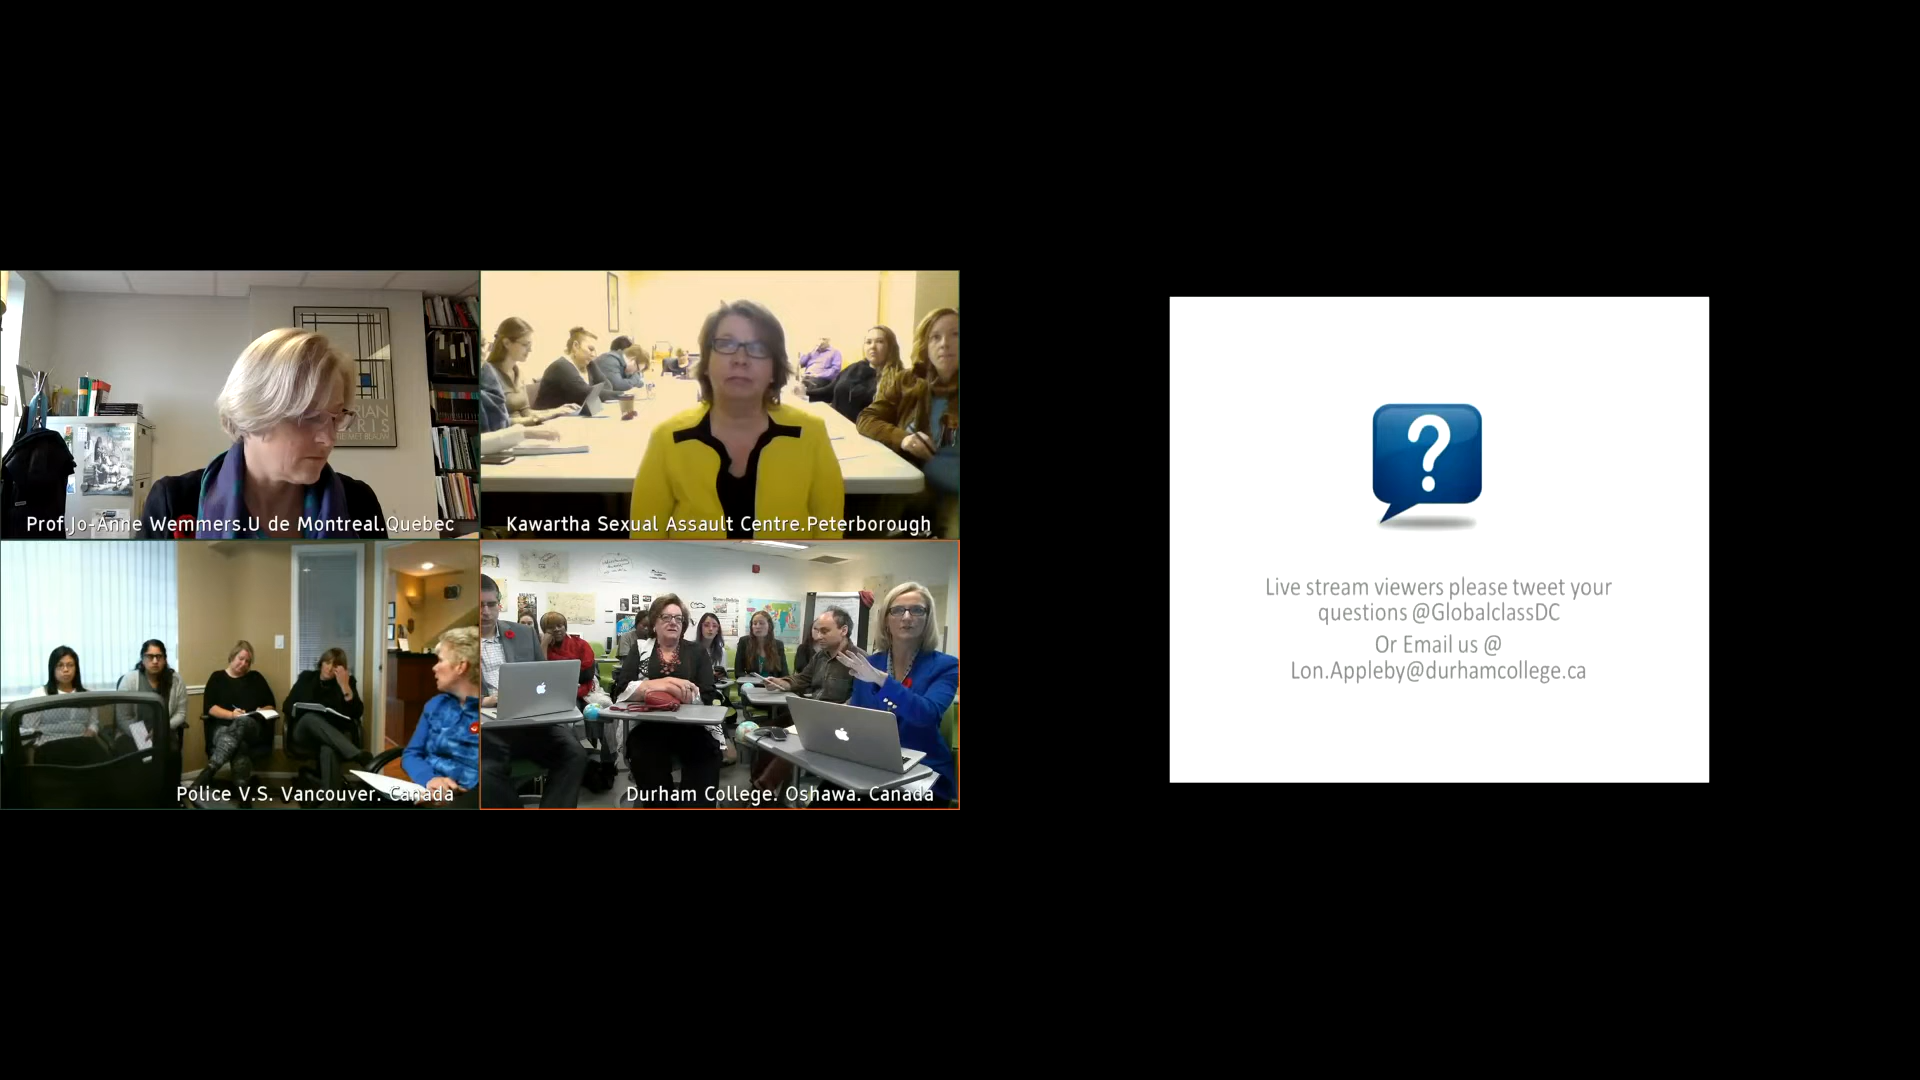 Prof.Jo-Anne Wemmers.U de Montreal.Quebec
Kawartha Sexual Assault Centre.Peterborough
Police V.S. Vancouver. Canada
Durham College. Oshawa. Canada
?
Live stream viewers please tweet your
questions @GlobalclassDC
Or Email us @
Lon.Appleby@durhamcollege.ca